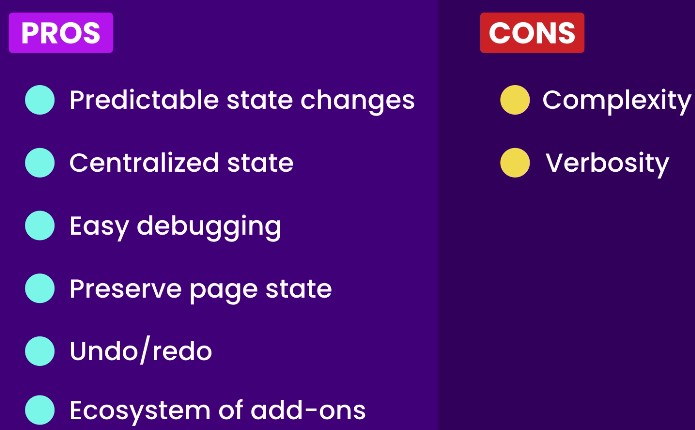 PROS
Predictable state changes
Centralized state
Easy debugging
Preserve page state
Undo/redo
Ecosystem of add-ons
CONS
Complexity
Verbosity